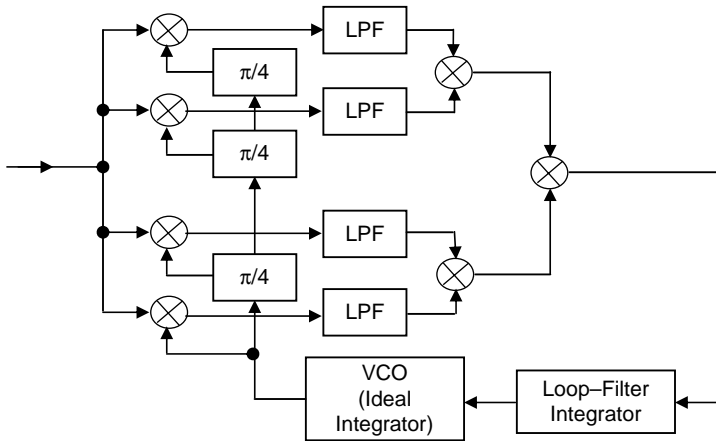 LPF
π/4
LPF
π/4
LPF
π/4
LPF
VCO
(Ideal
Integrator)
Loop–Filter
Integrator